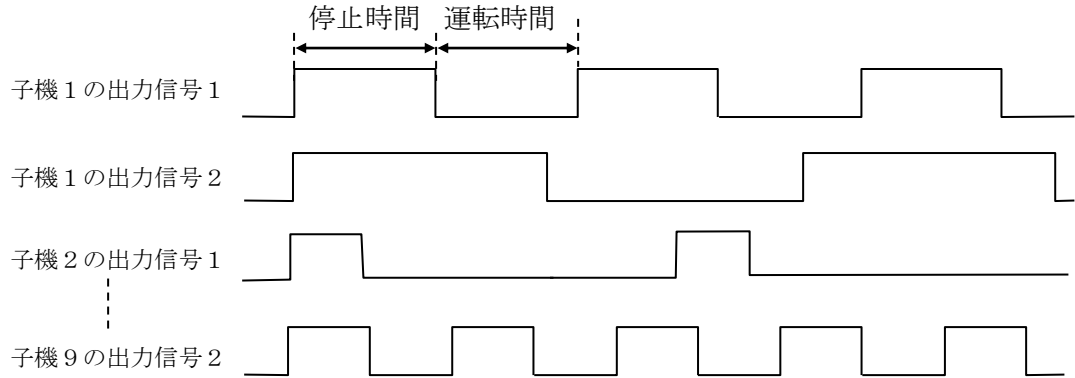 停止時間 運転時間
子機１の出力信号１
子機１の出力信号２
子機２の出力信号１
子機９の出力信号２